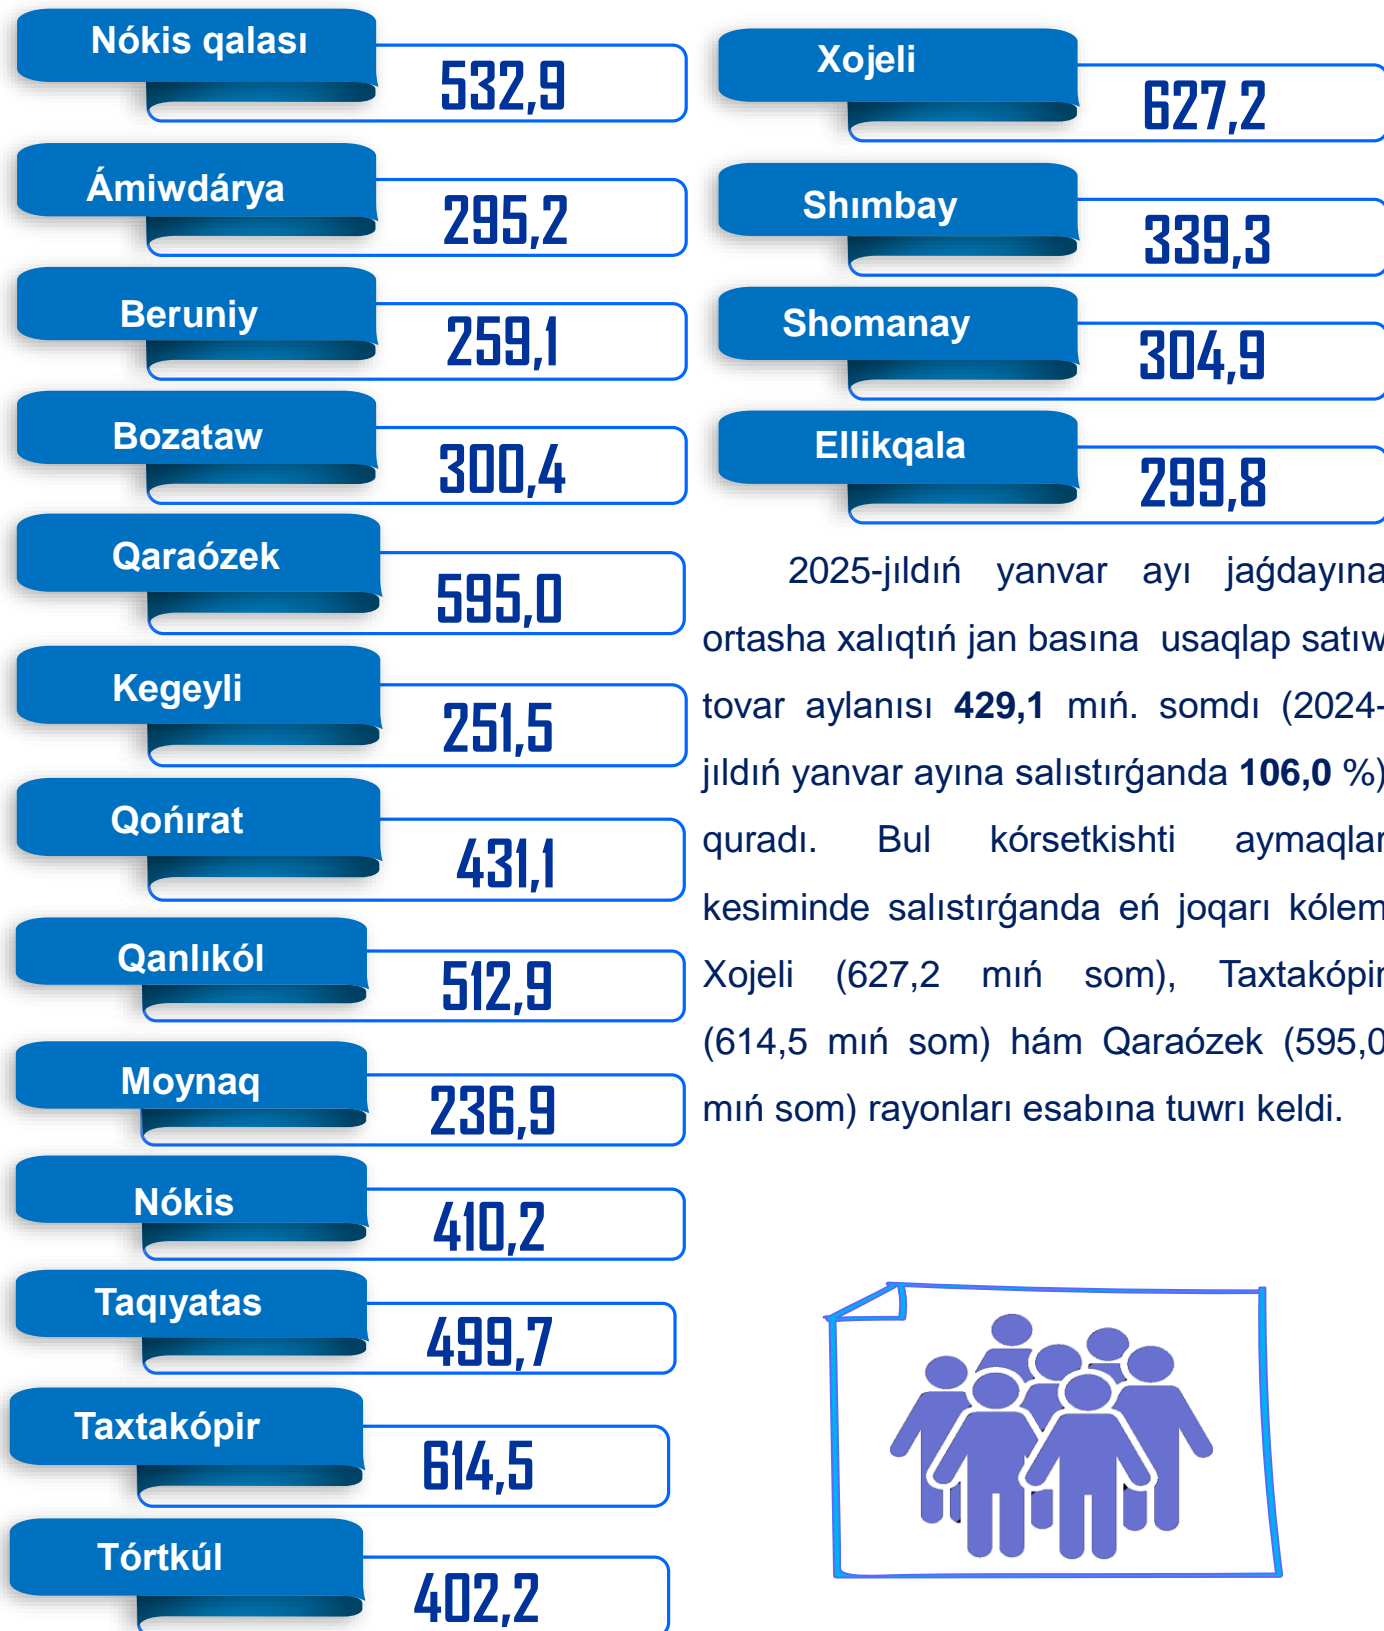 Nókis qalası
532,9
Ámiwdárya
295,2
Beruniy
259,1
Bozataw
300,4
Qaraózek
595,0
Kegeyli
251,5
Qońırat
431,1
Qanlıkól
512,9
Moynaq
236,9
Nókis
410,2
Taqıyatas
499,7
Taxtakópir
614,5
Tórtkúl
402,2
Xojeli
627,2
Shımbay
339,3
Shomanay
304,9
Ellikqala
299,8
2025-jıldıń yanvar ayı jaǵdayına
ortasha xalıqtıń jan basına usaqlap satıw
tovar aylanısı 429,1 mıń. somdı (2024-
jıldıń yanvar ayına salıstırǵanda 106,0 %)
quradı. Bul kórsetkishti aymaqlar
kesiminde salıstırǵanda eń joqarı kólem
Xojeli (627,2 mıń som), Taxtakópir
(614,5 mıń som) hám Qaraózek (595,0
mıń som) rayonları esabına tuwrı keldi.